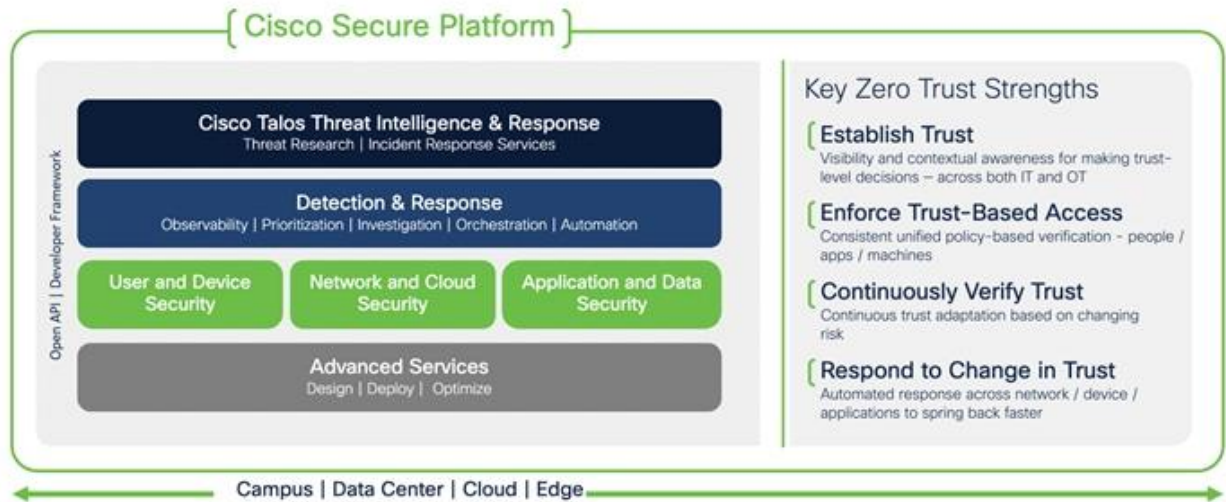 Cisco Secure Platform
Open API | Developer Framework
Cisco Talos Threat Intelligence & Response
Threat Research | Incident Response Services
Detection & Response
Observability | Prioritization | Investigation | Orchestration | Automation
User and Device
Security
Network and Cloud
Security
Application and Data
Security
Advanced Services
Design | Deploy | Optimize
Key Zero Trust Strengths
Establish Trust
Visibility and contextual awareness for making trust-
level decisions – across both IT and OT
Enforce Trust-Based Access
Consistent unified policy-based verification - people /
apps / machines
Continuously Verify Trust
Continuous trust adaptation based on changing
risk
Respond to Change in Trust
Automated response across network / device /
applications to spring back faster
Campus | Data Center | Cloud | Edge